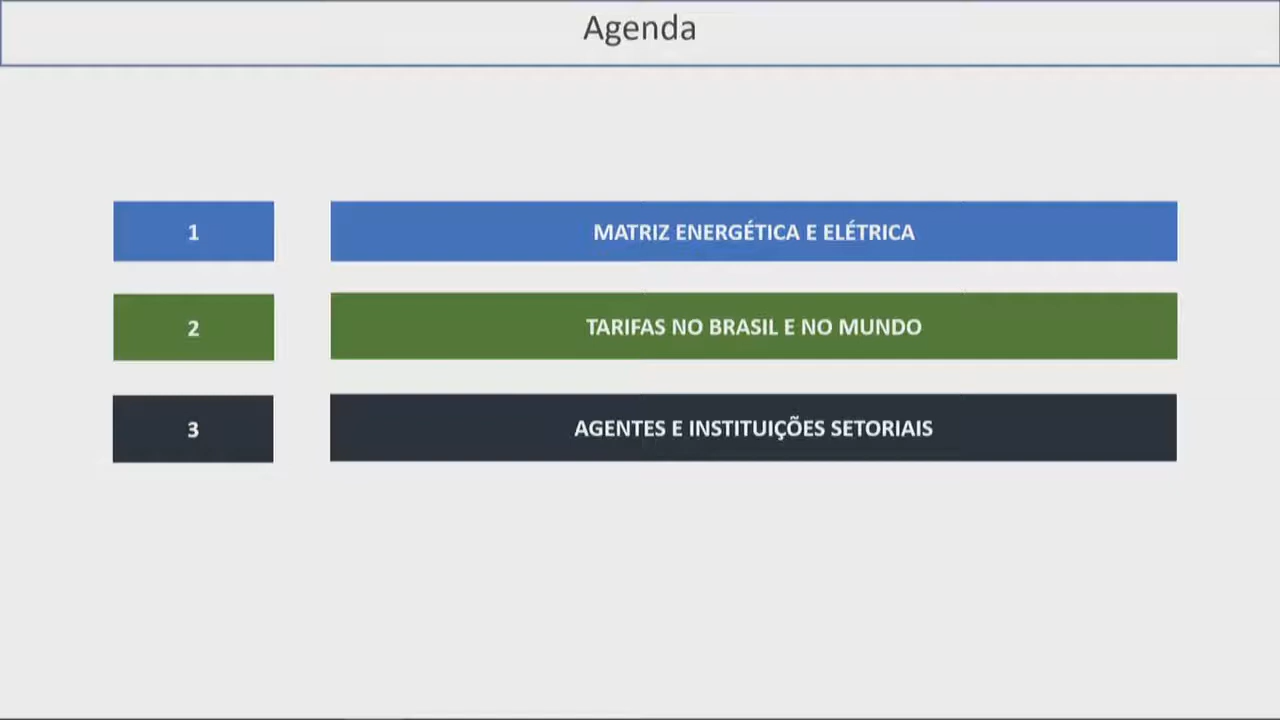 Agenda
1
MATRIZ ENERGÉTICA E ELÉTRICA
2
TARIFAS NO BRASIL E NO MUNDO
3
AGENTES E INSTITUIÇÕES SETORIAIS